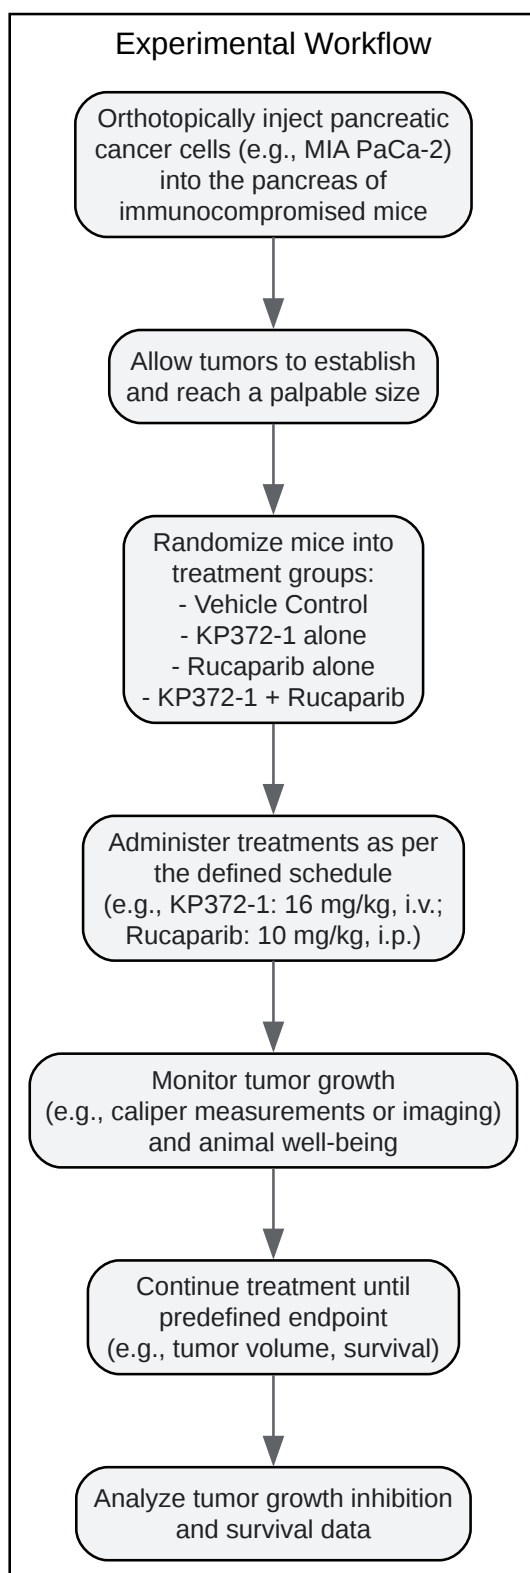 Experimental Workflow
Orthotopically inject pancreatic
cancer cells (e.g., MIA PaCa-2)
into the pancreas of
immunocompromised mice
Allow tumors to establish
and reach a palpable size
Randomize mice into
treatment groups:
- Vehicle Control
- KP372-1 alone
- Rucaparib alone
- KP372-1 + Rucaparib
Administer treatments as per
the defined schedule
(e.g., KP372-1: 16 mg/kg, i.v.;
Rucaparib: 10 mg/kg, i.p.)
Monitor tumor growth
(e.g., caliper measurements or imaging)
and animal well-being
Continue treatment until
predefined endpoint
(e.g., tumor volume, survival)
Analyze tumor growth inhibition
and survival data